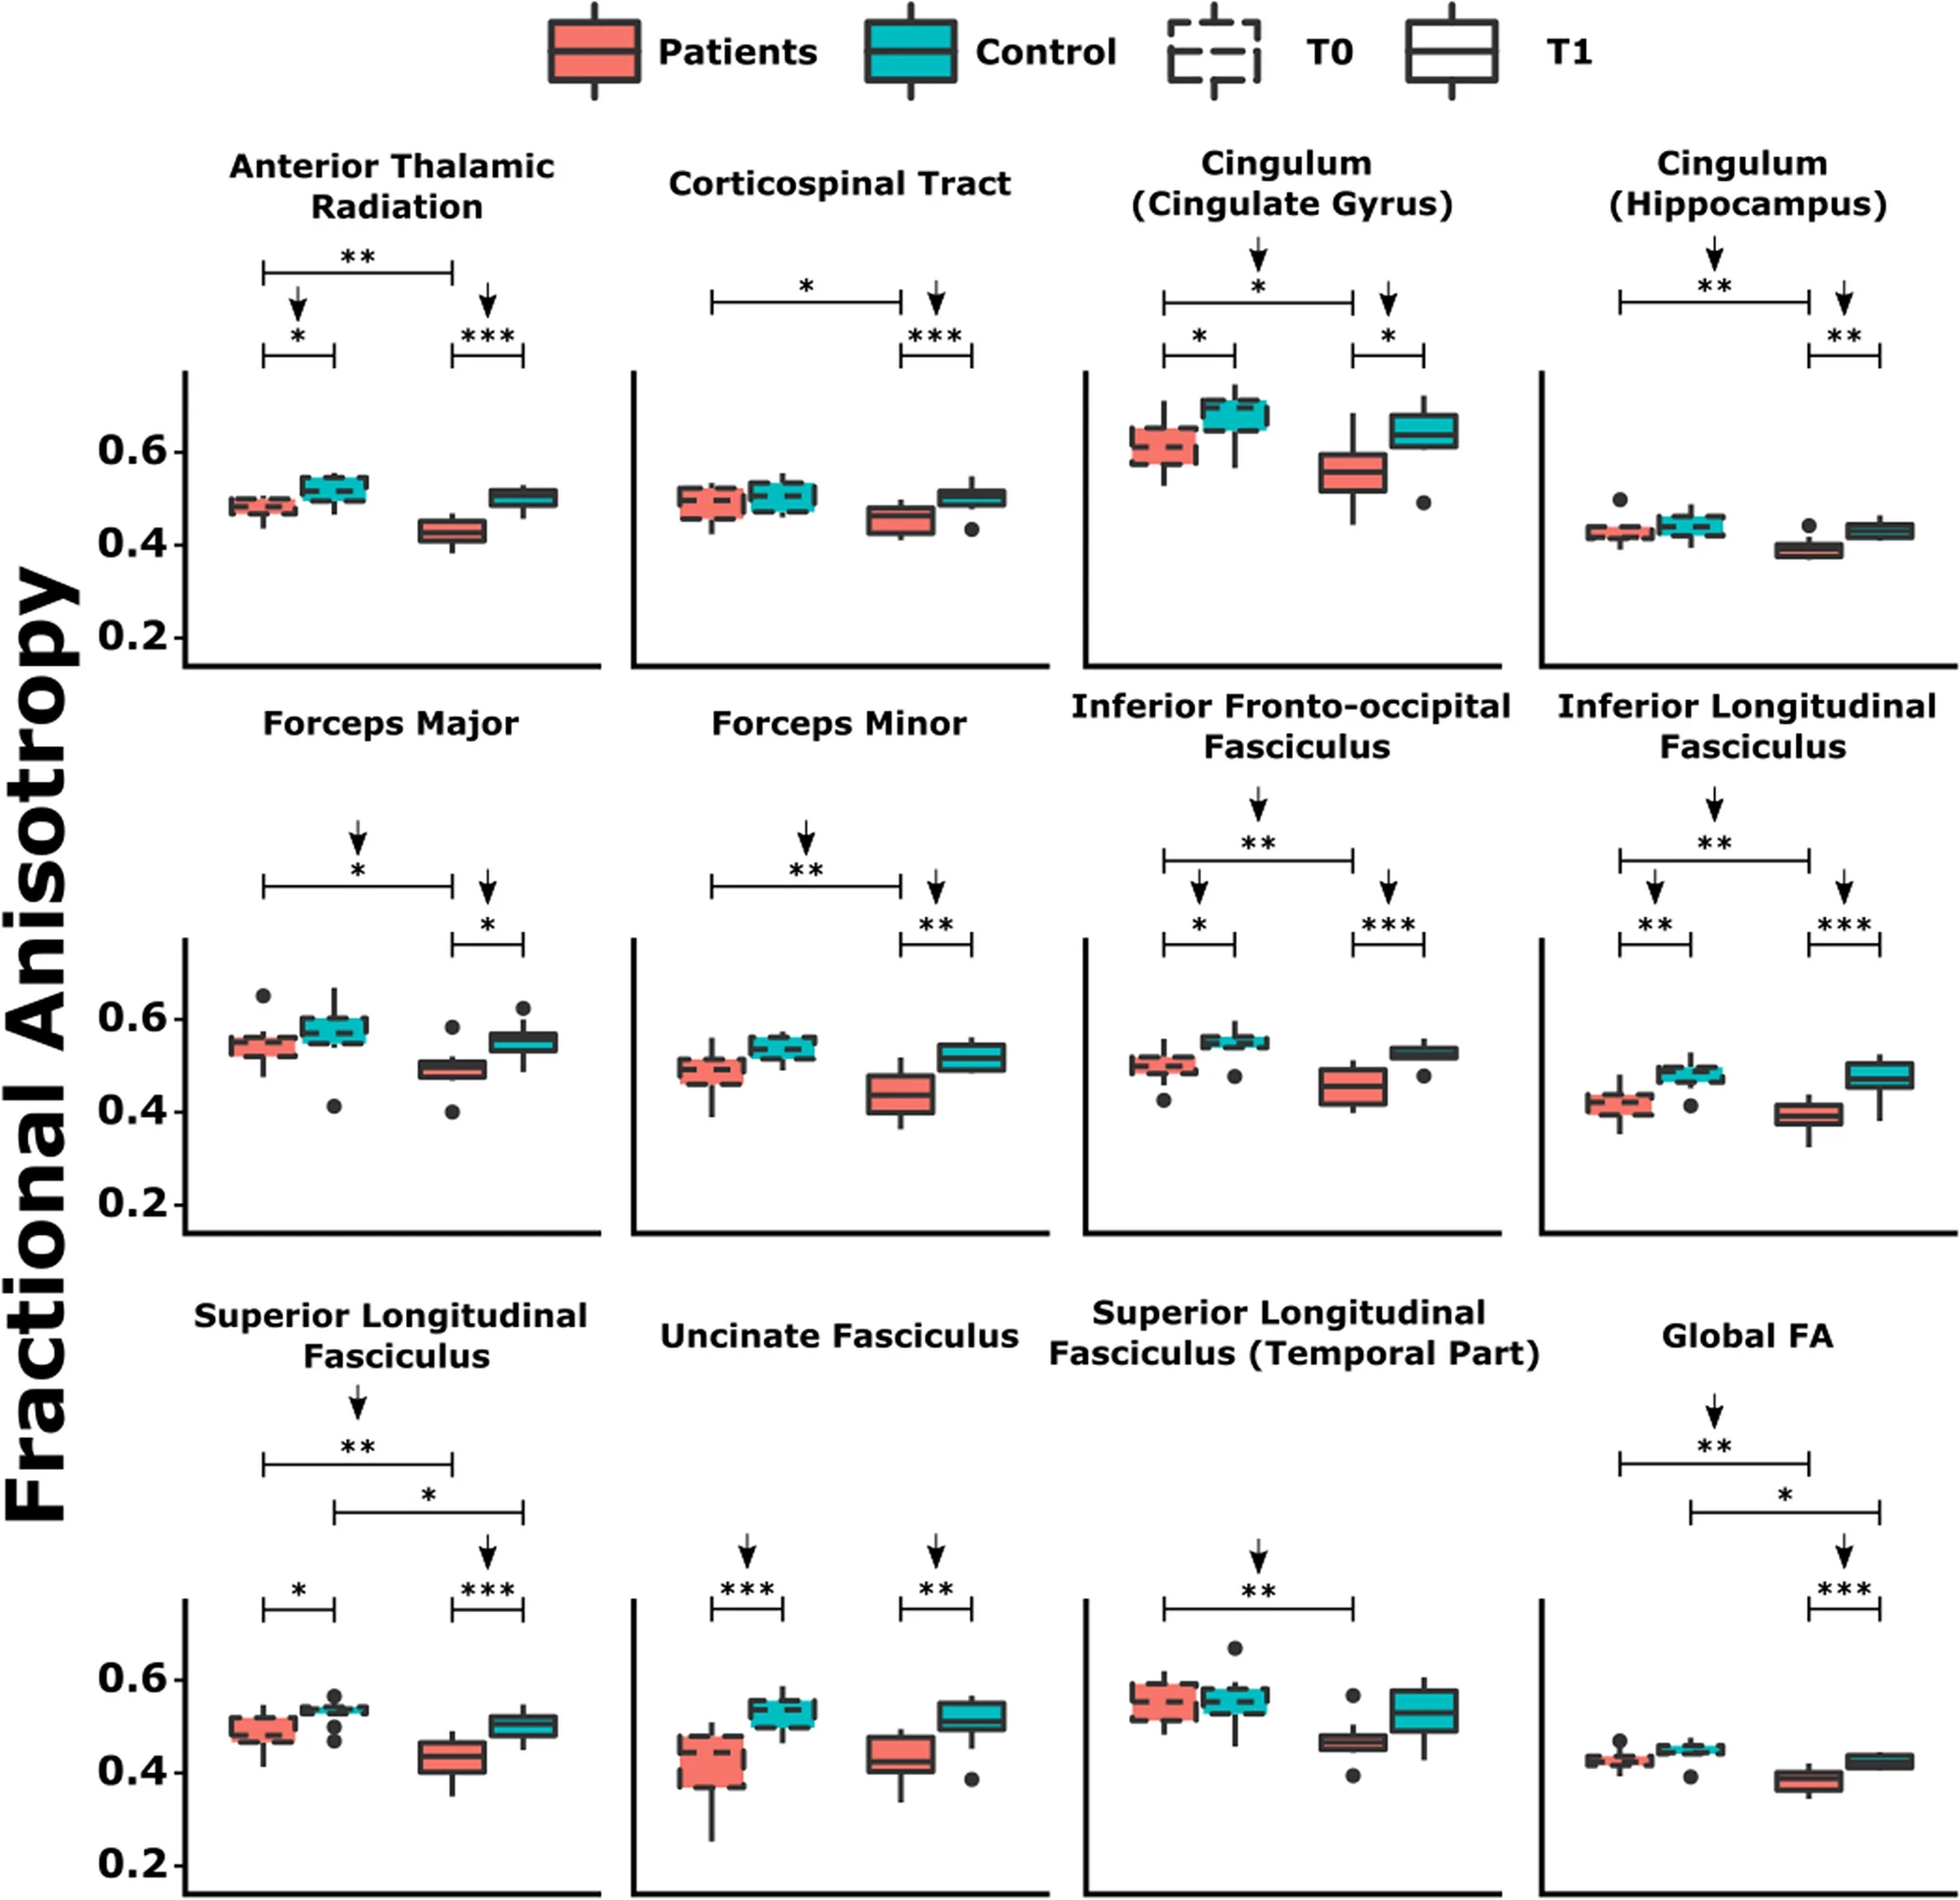 Patients Control T0 T1
Anterior Thalamic
Radiation
Corticospinal Tract
Cingulum
(Cingulate Gyrus)
Cingulum
(Hippocampus)
** * ***
* ***
* * *
** **
0.6
0.4
0.2
Fractional Anisotropy
Forceps Major
Forceps Minor
Inferior Fronto-occipital
Fasciculus
Inferior Longitudinal
Fasciculus
* *
** **
** * ***
** ** ***
0.6
0.4
0.2
Superior Longitudinal
Fasciculus
Uncinate Fasciculus
Superior Longitudinal
Fasciculus (Temporal Part)
Global FA
** * * ***
*** **
**
** * ***
0.6
0.4
0.2